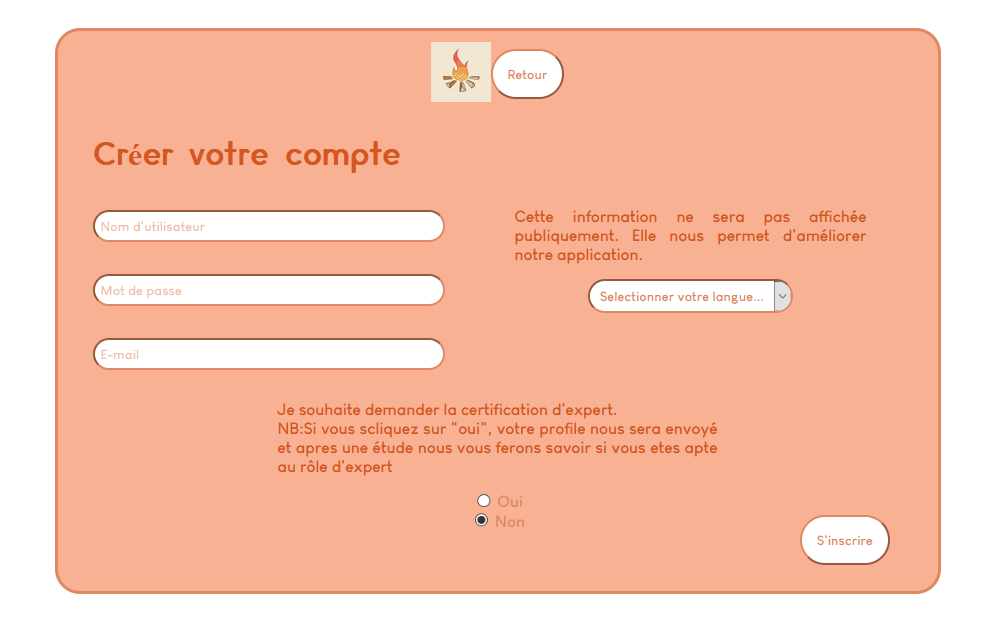 Retour
Créer votre compte
Nom d'utilisateur
Mot de passe
E-mail
Cette information ne sera pas affichée
publiquement. Elle nous permet d'améliorer
notre application.
Selectionner votre langue...
Je souhaite demander la certification d'expert.
NB:Si vous scliquez sur "oui", votre profile nous sera envoyé
et apres une étude nous vous ferons savoir si vous etes apte
au rôle d'expert
Oui
Non
S'inscrire